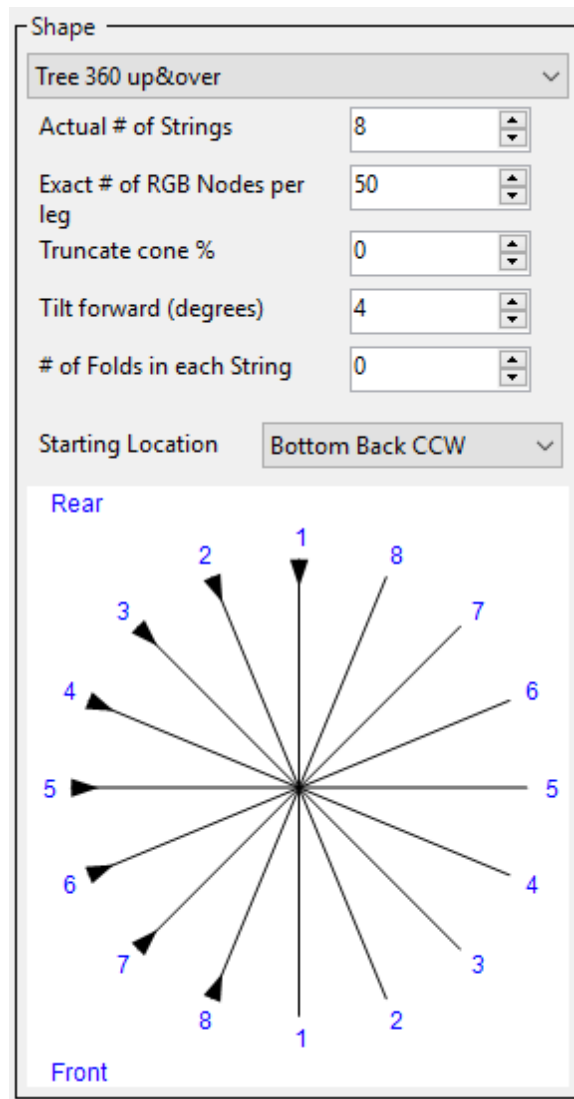 Shape
Tree 360 up&over
Actual # of Strings 8
Exact # of RGB Nodes per 50
leg
Truncate cone % 0
Tilt forward (degrees) 4
# of Folds in each String 0
Starting Location Bottom Back CCW
Rear
1
2 8
3 7
4 6
5 5
6 4
7 3
8 2
1
Front